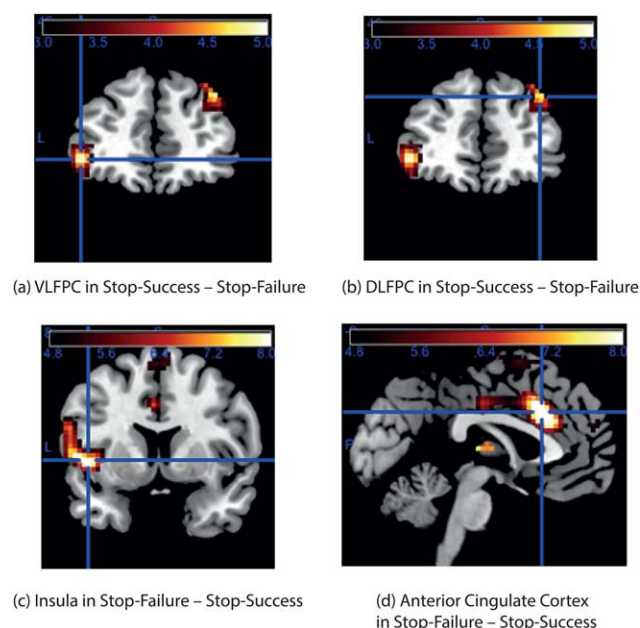 3.0 3.5 4.0 4.5 5.0
L
(a) VLFPC in Stop-Success – Stop-Failure
3.0 3.5 4.0 4.5 5.0
L
(b) DLFPC in Stop-Success – Stop-Failure
4.8 5.6 6.4 7.2 8.0
L
(c) Insula in Stop-Failure – Stop-Success
4.8 5.6 6.4 7.2 8.0
(d) Anterior Cingulate Cortex
in Stop-Failure – Stop-Success